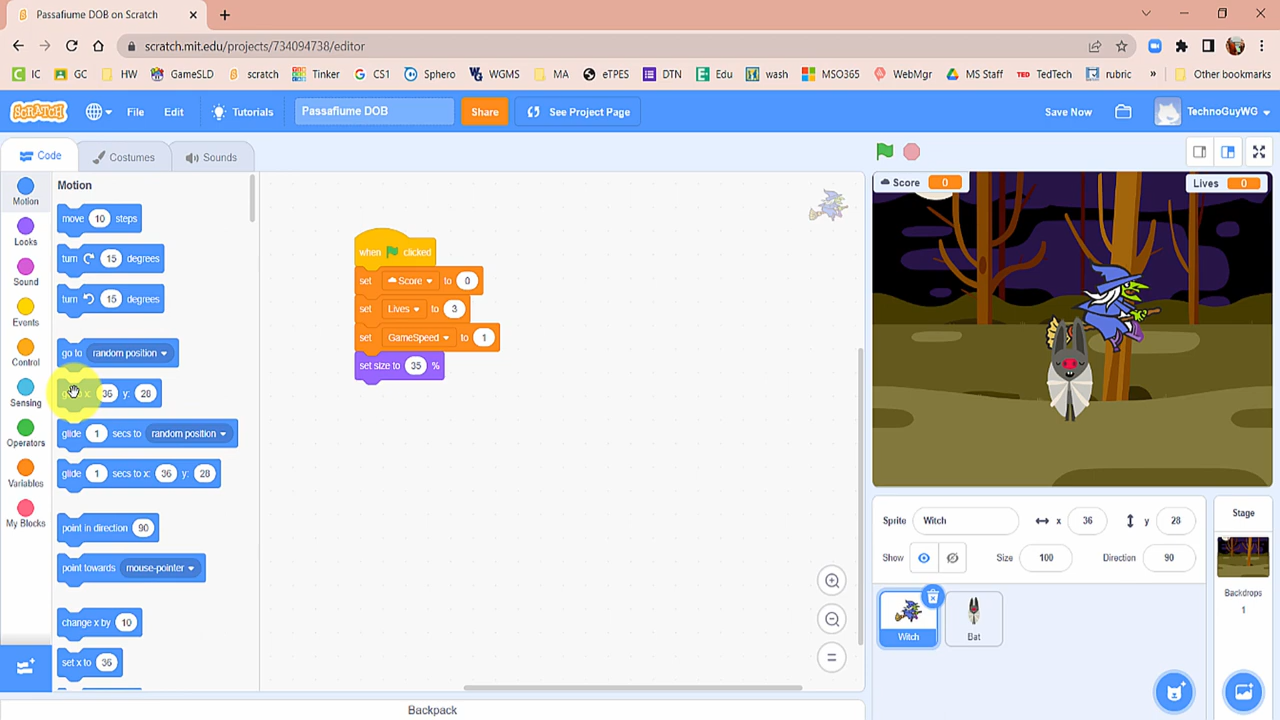 Passafiume DOB on Scratch
scratch.mit.edu/projects/734094738/editor
IC GC HW GameSLD scratch Tinker CS1 Sphero WGMS MA eTPES DTN Edu wash MSO365 WebMgr MS Staff TED TedTech rubric » Other bookmarks
SCRATCH File Edit Tutorials Passafiume DOB Share See Project Page Save Now TechnoGuyWG
Code Costumes Sounds
Motion
Looks
Sound
Events
Control
Sensing
Operators
Variables
My Blocks
Motion
move 10 steps
turn 15 degrees
turn 15 degrees
go to random position
x: 36 y: 28
glide 1 secs to random position
glide 1 secs to x: 36 y: 28
point in direction 90
point towards mouse-pointer
change x by 10
set x to 36
when clicked
set Score to 0
set Lives to 3
set GameSpeed to 1
set size to 35 %
Score 0 Lives 0
Sprite Witch x 36 y 28
Show Size 100 Direction 90
Witch Bat
Stage
Backdrops
1
Backpack